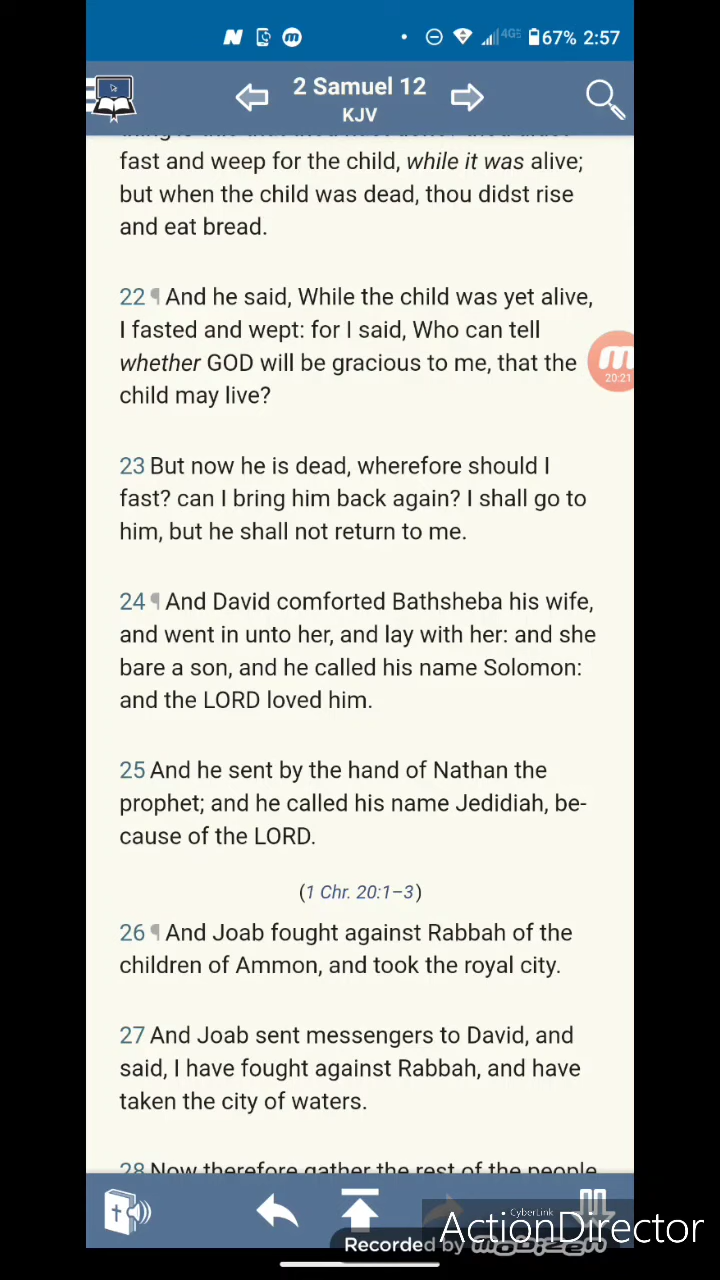 67% 2:57
2 Samuel 12
KJV
fast and weep for the child, while it was alive;
but when the child was dead, thou didst rise
and eat bread.
22 ¶ And he said, While the child was yet alive,
I fasted and wept: for I said, Who can tell
whether GOD will be gracious to me, that the
child may live?
20:21
23 But now he is dead, wherefore should I
fast? can I bring him back again? I shall go to
him, but he shall not return to me.
24 ¶ And David comforted Bathsheba his wife,
and went in unto her, and lay with her: and she
bare a son, and he called his name Solomon:
and the LORD loved him.
25 And he sent by the hand of Nathan the
prophet; and he called his name Jedidiah, be-
cause of the LORD.
(1 Chr. 20:1–3)
26 ¶ And Joab fought against Rabbah of the
children of Ammon, and took the royal city.
27 And Joab sent messengers to David, and
said, I have fought against Rabbah, and have
taken the city of waters.
28 Now therefore gather the rest of the people
CyberLink
ActionDirector
Recorded by mobizen